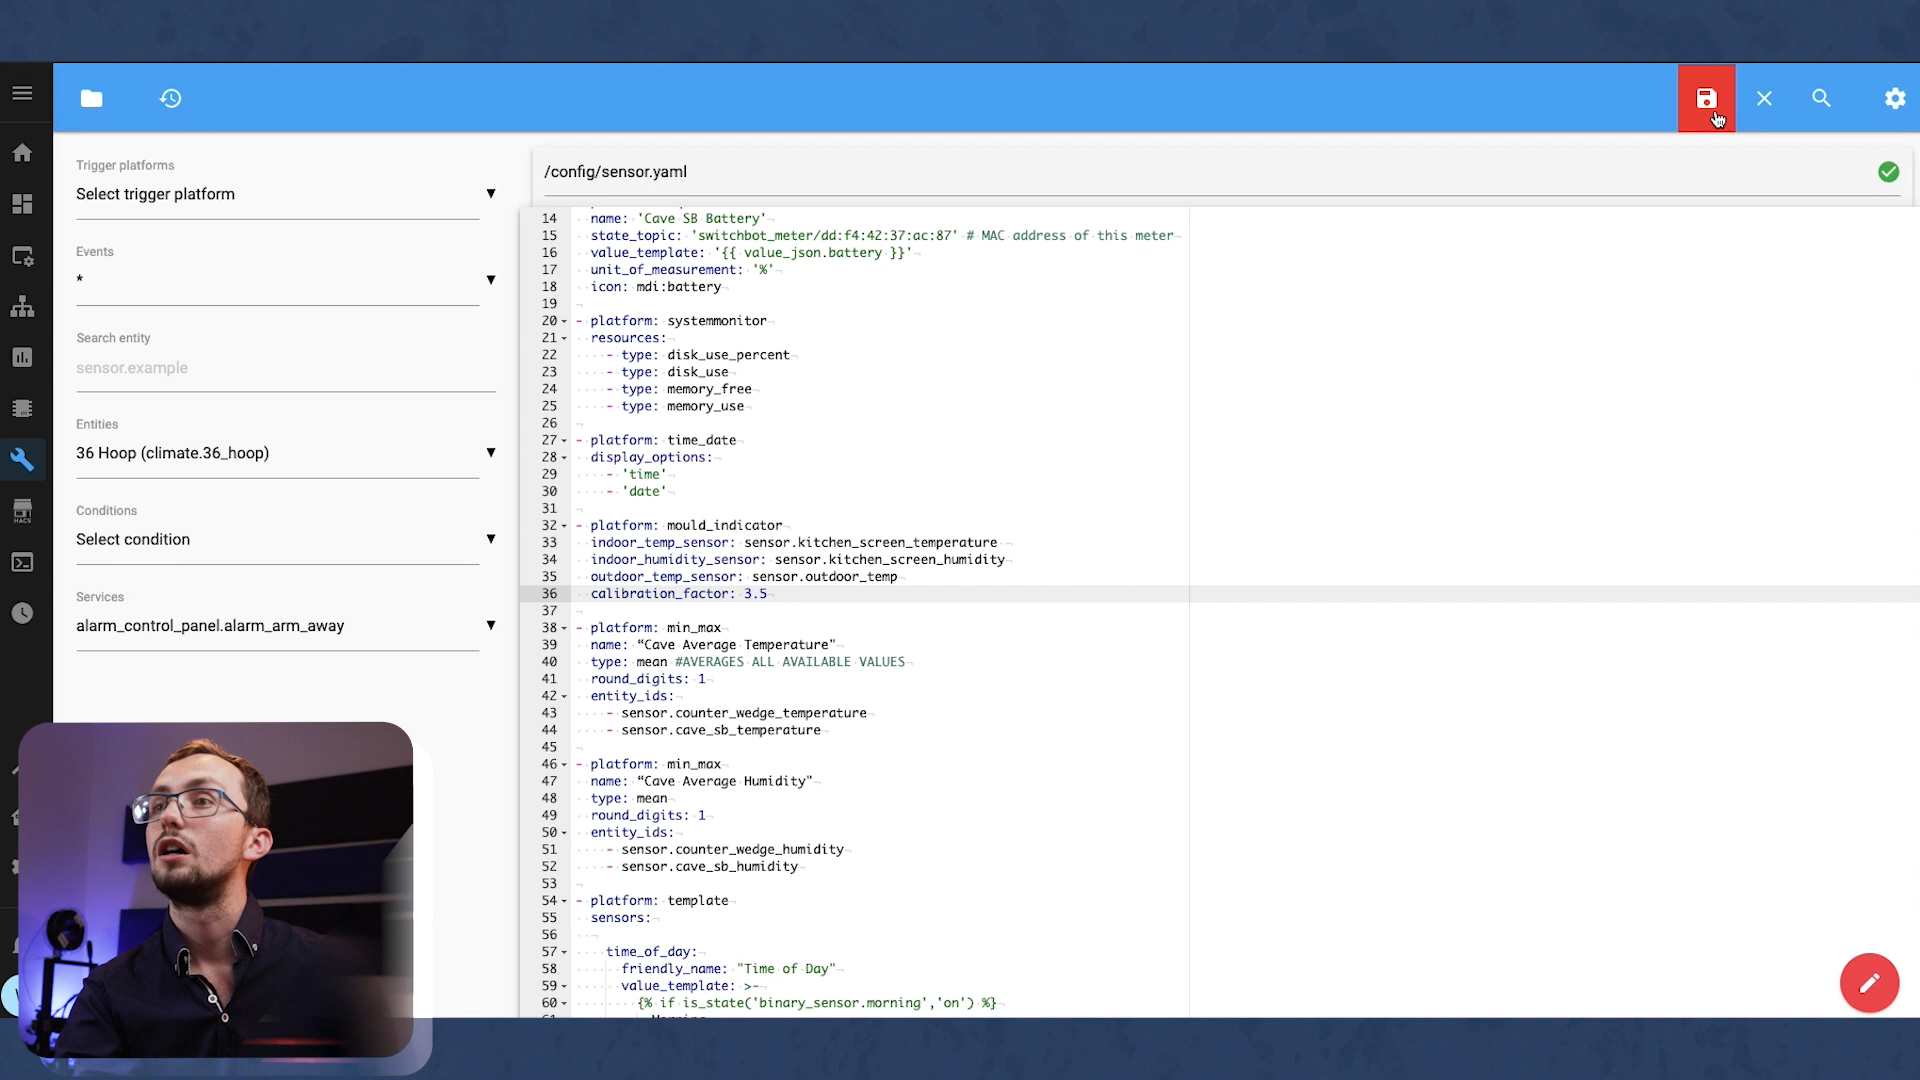 Trigger platforms
Select trigger platform
Events
*
Search entity
sensor.example
Entities
36 Hoop (climate.36_hoop)
Conditions
Select condition
Services
alarm_control_panel.alarm_arm_away
HACS
/config/sensor.yaml
14 name: 'Cave SB Battery'
15 state_topic: 'switchbot_meter/dd:f4:42:37:ac:87' # MAC address of this meter
16 value_template: '{{ value_json.battery }}'
17 unit_of_measurement: '%'
18 icon: mdi:battery
19
20 - platform: systemmonitor
21 resources:
22 - type: disk_use_percent
23 - type: disk_use
24 - type: memory_free
25 - type: memory_use
26
27 - platform: time_date
28 display_options:
29 - 'time'
30 - 'date'
31
32 - platform: mould_indicator
33 indoor_temp_sensor: sensor.kitchen_screen_temperature
34 indoor_humidity_sensor: sensor.kitchen_screen_humidity
35 outdoor_temp_sensor: sensor.outdoor_temp
36 calibration_factor: 3.5
37
38 - platform: min_max
39 name: “Cave Average Temperature”
40 type: mean #AVERAGES ALL AVAILABLE VALUES
41 round_digits: 1
42 entity_ids:
43 - sensor.counter_wedge_temperature
44 - sensor.cave_sb_temperature
45
46 - platform: min_max
47 name: “Cave Average Humidity”
48 type: mean
49 round_digits: 1
50 entity_ids:
51 - sensor.counter_wedge_humidity
52 - sensor.cave_sb_humidity
53
54 - platform: template
55 sensors:
56
57 time_of_day:
58 friendly_name: "Time of Day"
59 value_template: >-
60 {% if is_state('binary_sensor.morning','on') %}